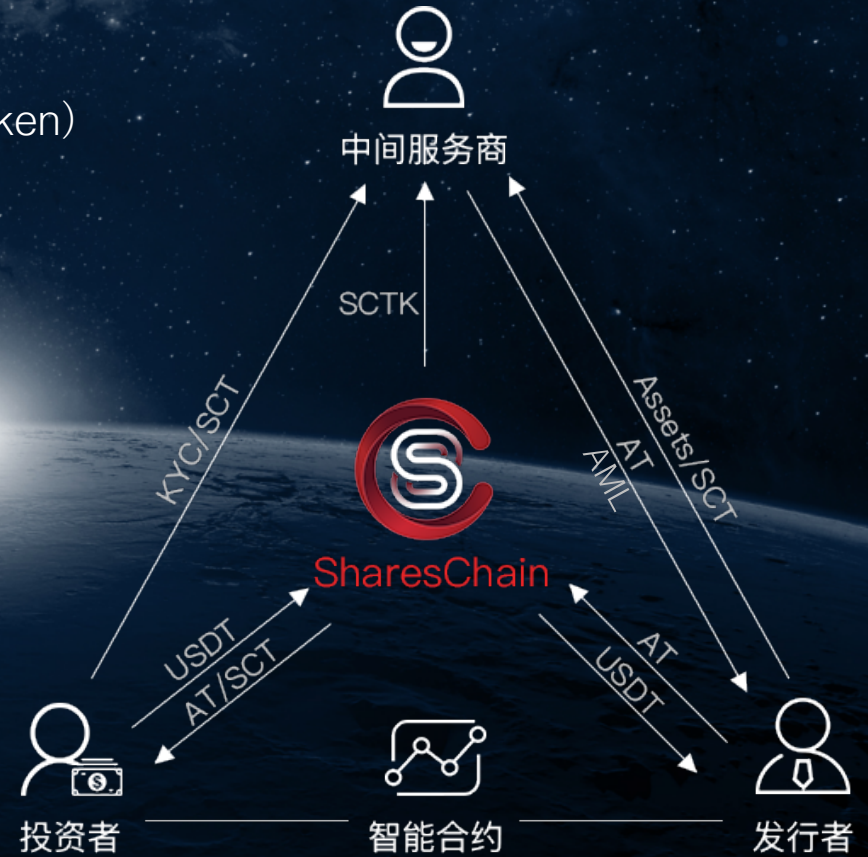 ken)
中间服务商
SCTK
KYC/SCT
Assets/SCT
AT
AML
SharesChain
USDT
AT/SCT
AT
USDT
投资者
智能合约
发行者